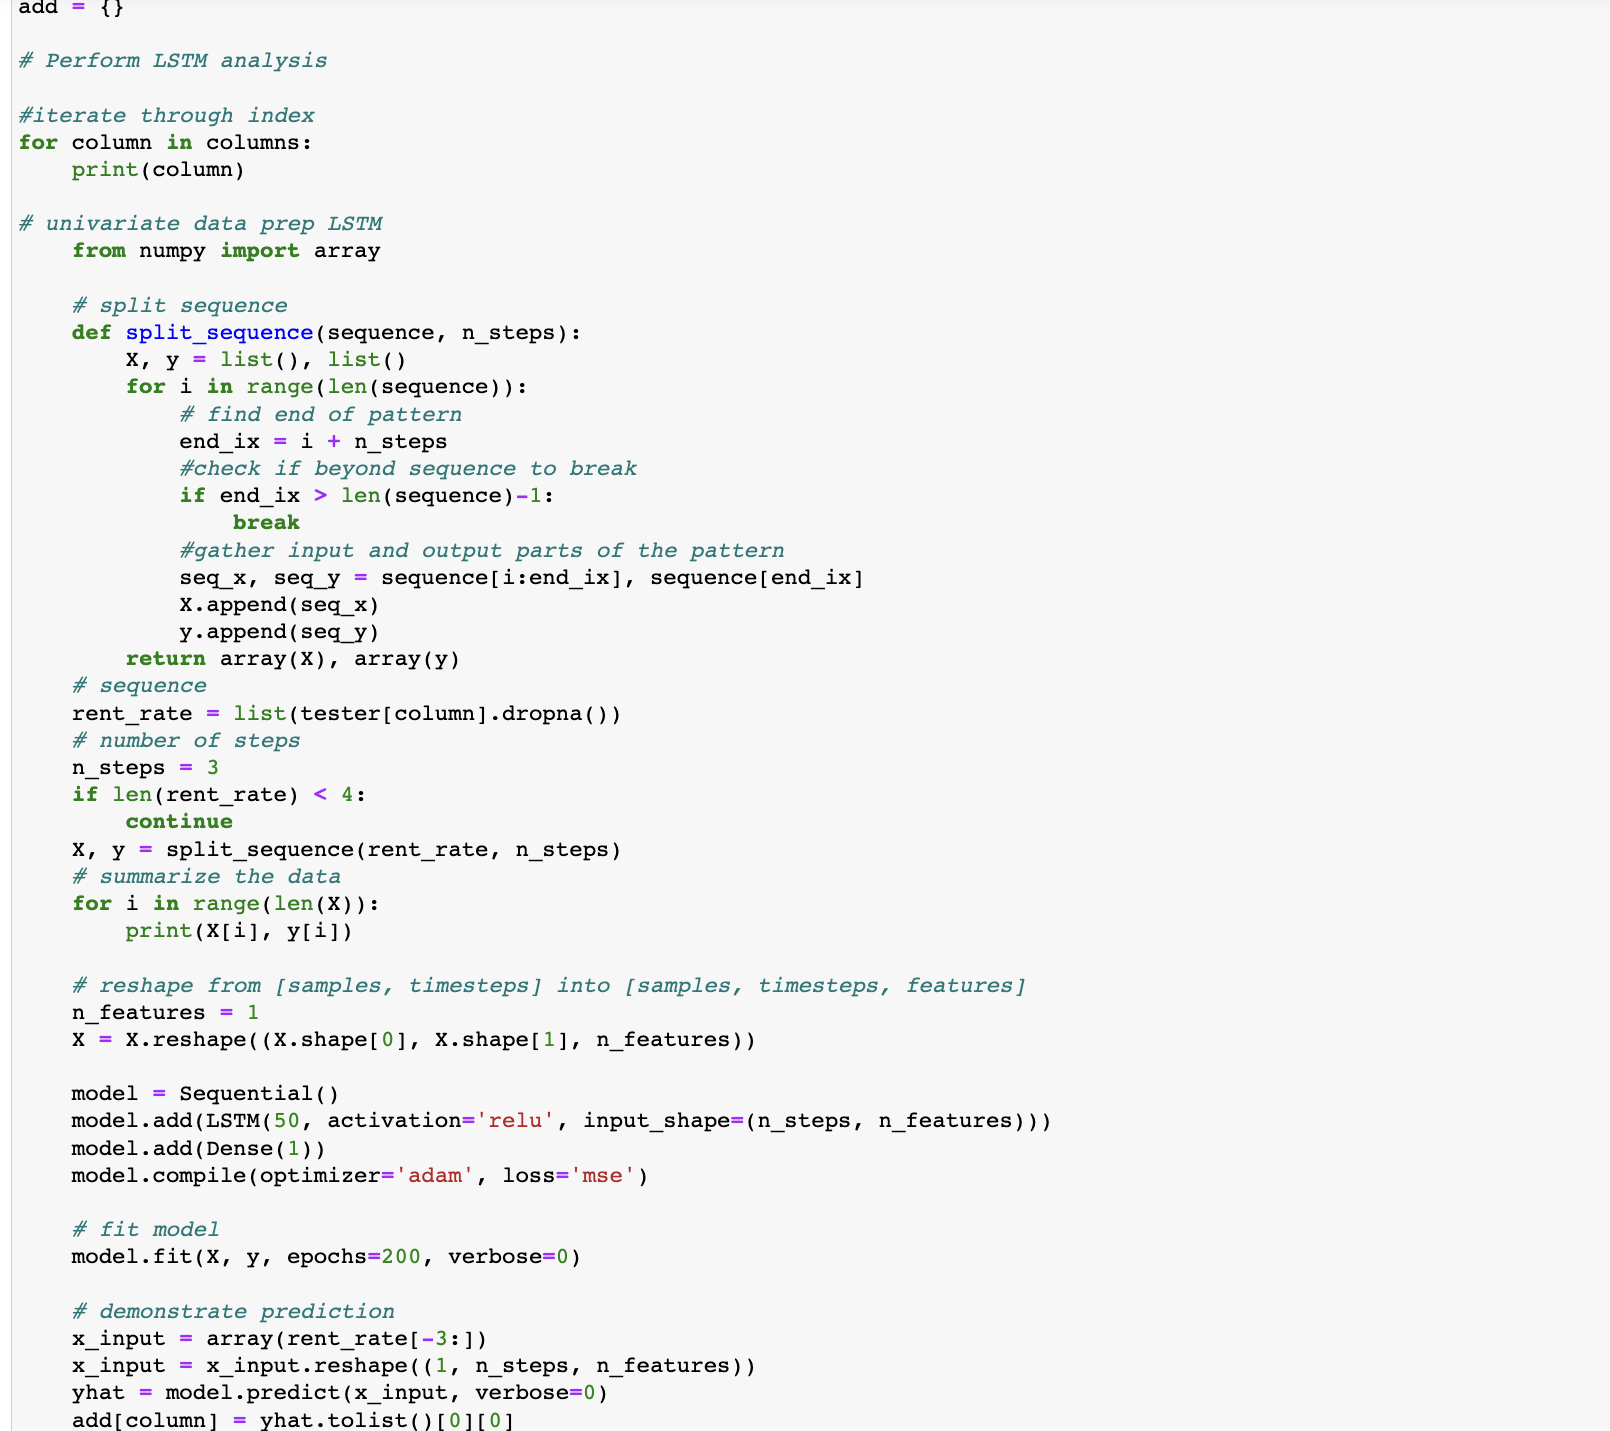 add = {}
# Perform LSTM analysis
#iterate through index
for column in columns:
    print(column)
# univariate data prep LSTM
    from numpy import array
    # split sequence
    def split_sequence(sequence, n_steps):
        X, y = list(), list()
        for i in range(len(sequence)):
            # find end of pattern
            end_ix = i + n_steps
            #check if beyond sequence to break
            if end_ix > len(sequence)-1:
                break
            #gather input and output parts of the pattern
            seq_x, seq_y = sequence[i:end_ix], sequence[end_ix]
            X.append(seq_x)
            y.append(seq_y)
        return array(X), array(y)
    # sequence
    rent_rate = list(tester[column].dropna())
    # number of steps
    n_steps = 3
    if len(rent_rate) < 4:
        continue
    X, y = split_sequence(rent_rate, n_steps)
    # summarize the data
    for i in range(len(X)):
        print(X[i], y[i])
    # reshape from [samples, timesteps] into [samples, timesteps, features]
    n_features = 1
    X = X.reshape((X.shape[0], X.shape[1], n_features))
    model = Sequential()
    model.add(LSTM(50, activation='relu', input_shape=(n_steps, n_features)))
    model.add(Dense(1))
    model.compile(optimizer='adam', loss='mse')
    # fit model
    model.fit(X, y, epochs=200, verbose=0)
    # demonstrate prediction
    x_input = array(rent_rate[-3:])
    x_input = x_input.reshape((1, n_steps, n_features))
    yhat = model.predict(x_input, verbose=0)
    add[column] = yhat.tolist()[0][0]